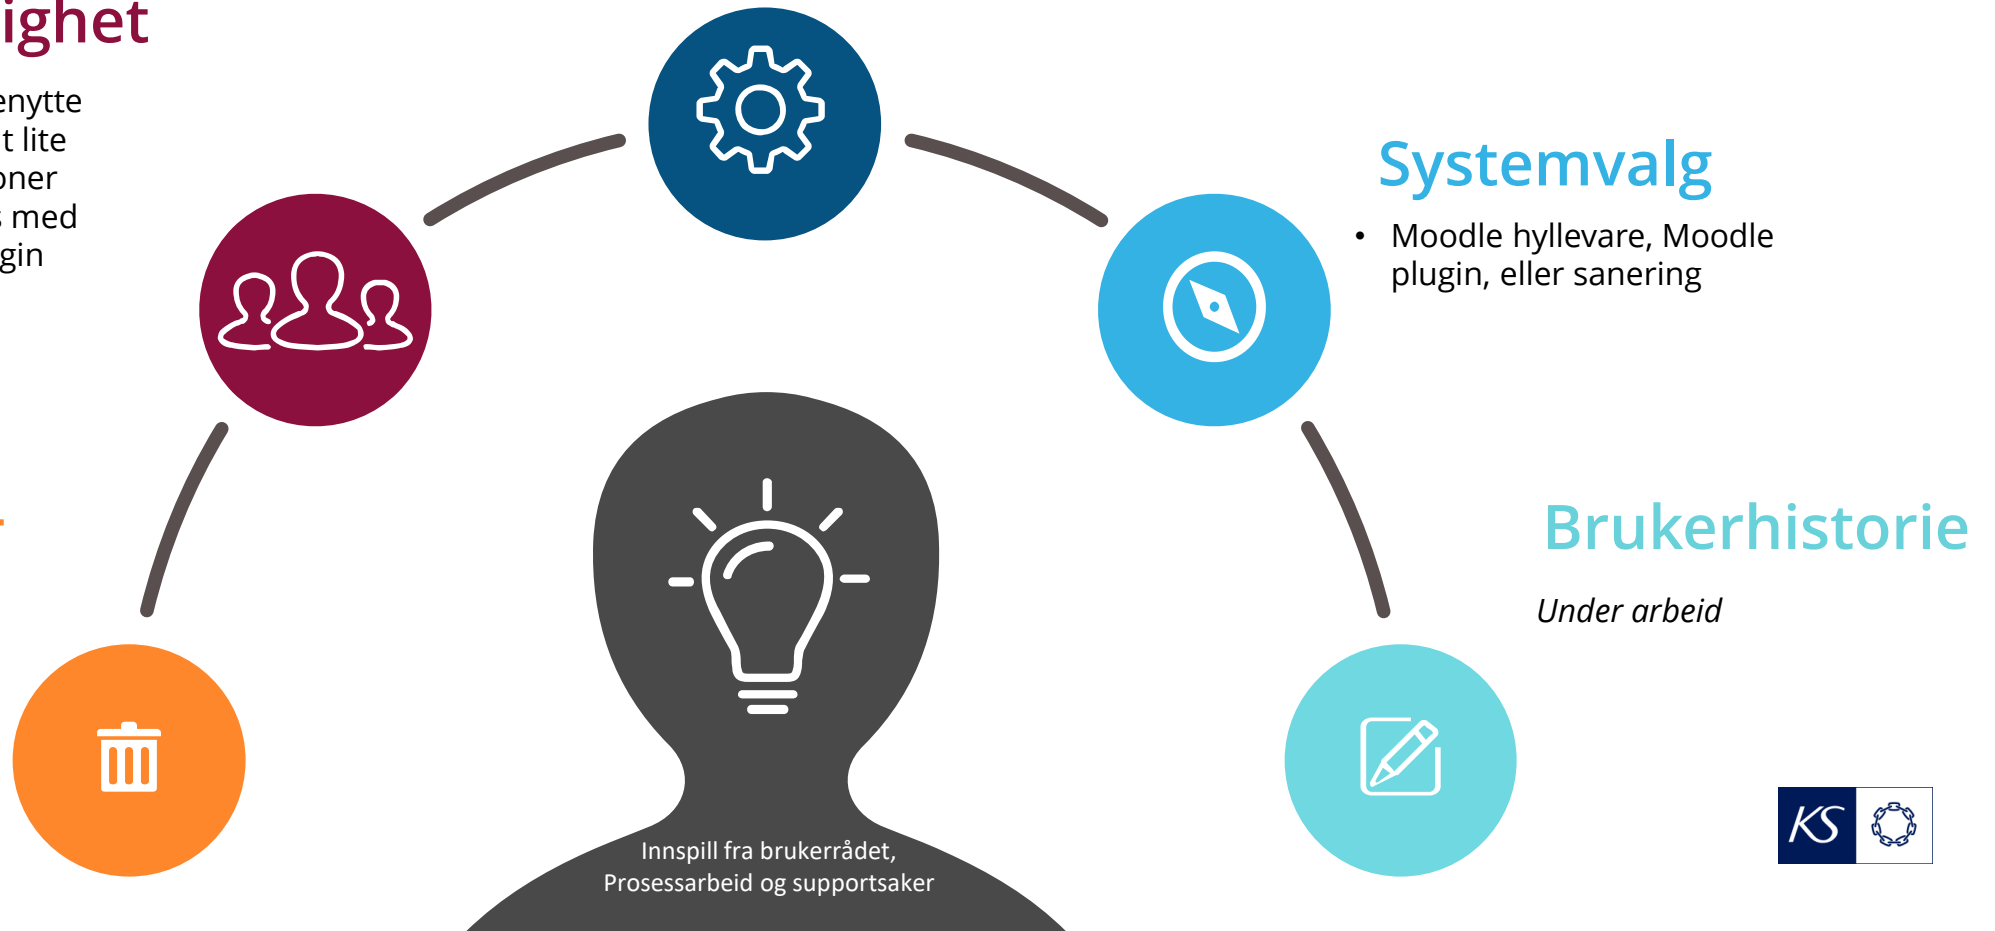 ighet
enytte
t lite
oner
s med
gin
Systemvalg
• Moodle hyllevare, Moodle
plugin, eller sanering
Brukerhistorie
Under arbeid
Innspill fra brukerrådet,
Prosessarbeid og supportsaker
KS